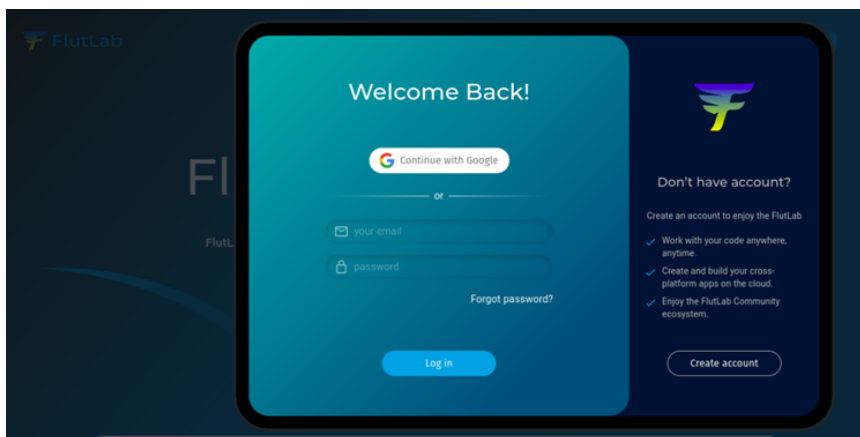 FlutLab
Fl
FlutL
Welcome Back!
Continue with Google
or
your email
password
Forgot password?
Log in
Don't have account?
Create an account to enjoy the FlutLab
Work with your code anywhere,
anytime.
Create and build your cross-
platform apps on the cloud.
Enjoy the FlutLab Community
ecosystem.
Create account